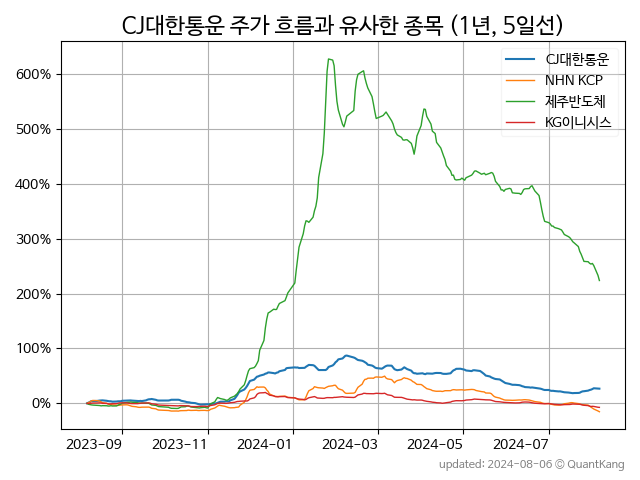 CJ대한통운 주가 흐름과 유사한 종목 (1년, 5일선)
CJ대한통운
NHN KCP
제주반도체
KG이니시스
600%
500%
400%
300%
200%
100%
0%
2023-09
2023-11
2024-01
2024-03
2024-05
2024-07
updated: 2024-08-06 © QuantKang